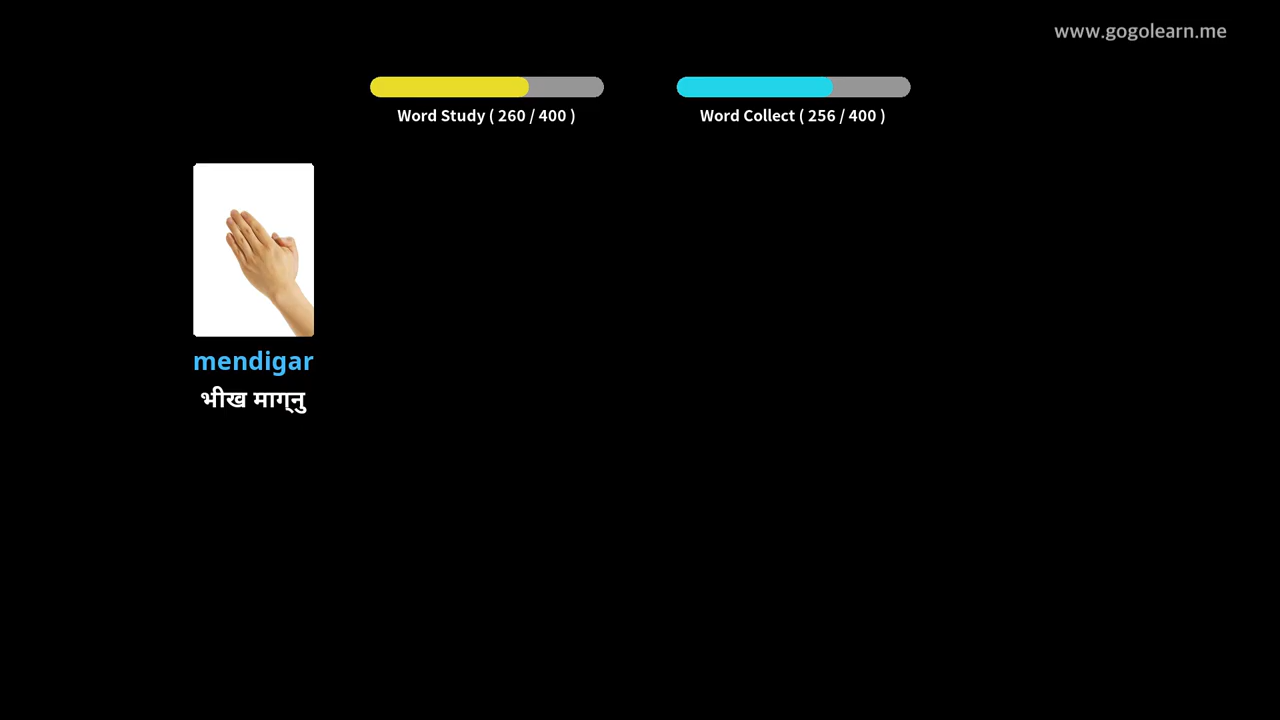 www.gogolearn.me
Word Study ( 260 / 400 )
Word Collect ( 256 / 400 )
mendigar
भीख माग्नु